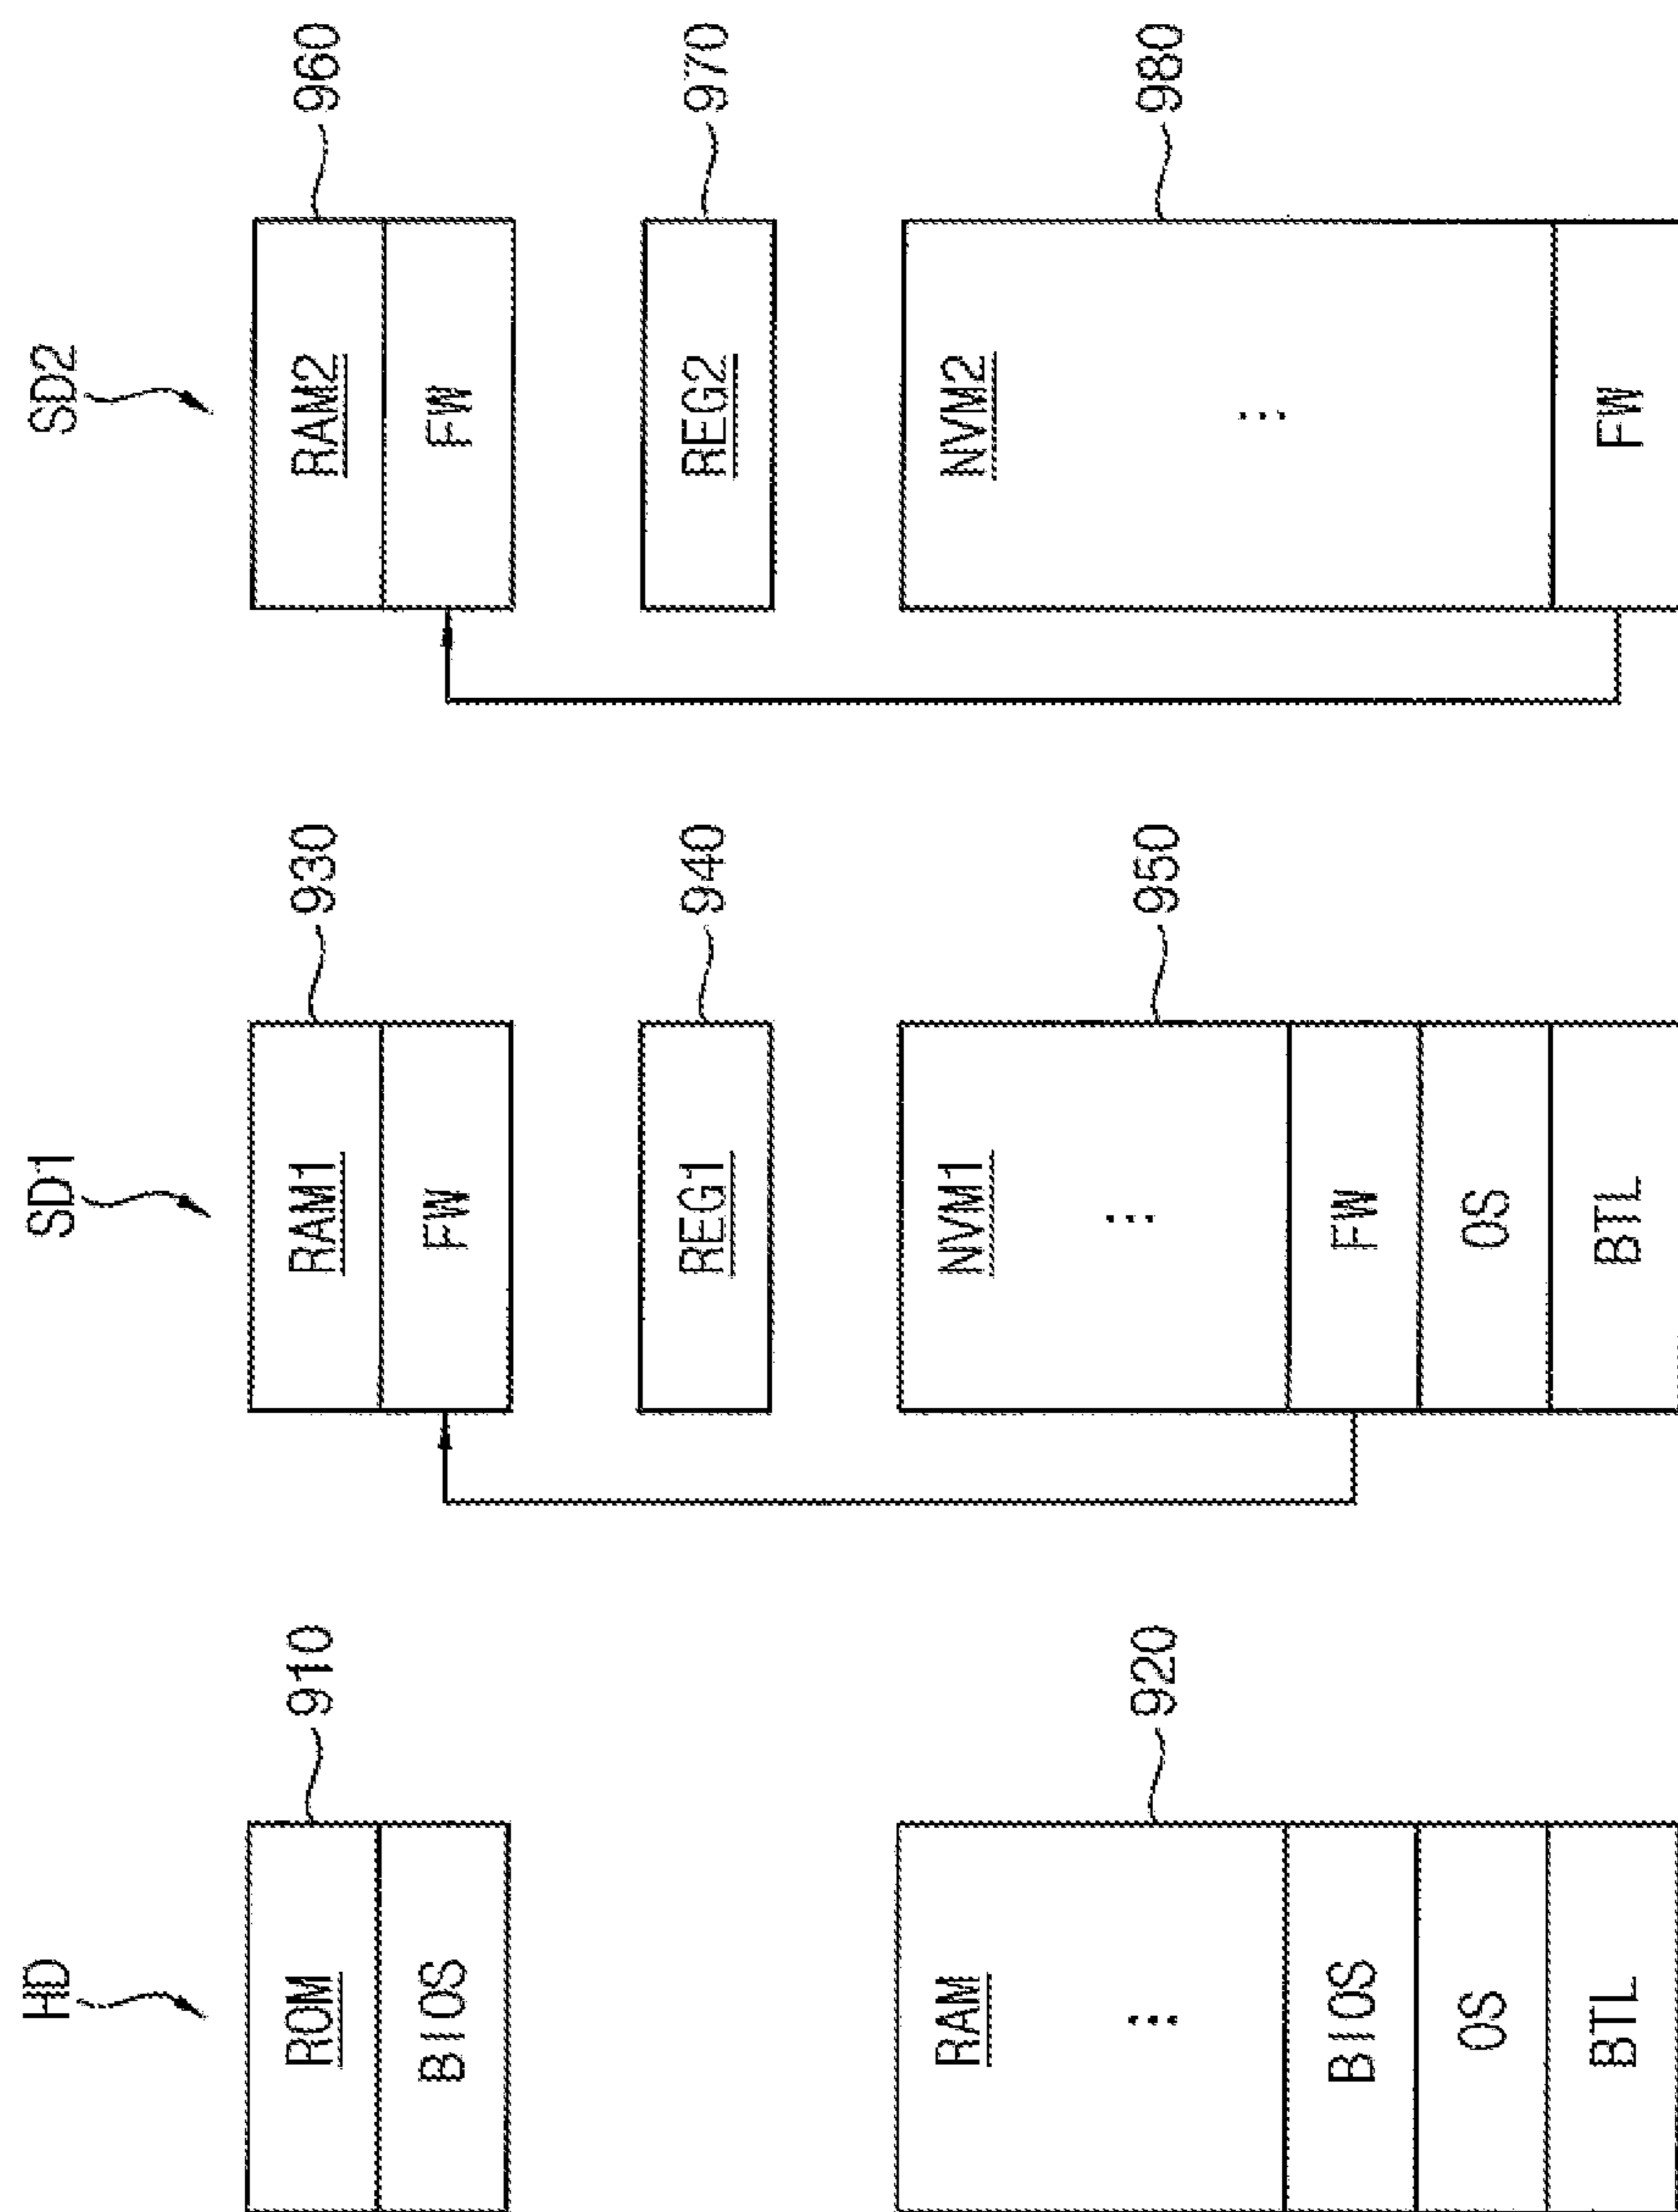 HD
ROM
BIOS
910
RAM
⋮
BIOS
OS
BTL
920
SD1
RAM1
FW
930
REG1
940
NVM1
⋮
FW
OS
BTL
950
SD2
RAM2
FW
960
REG2
970
NVM2
⋮
FW
980